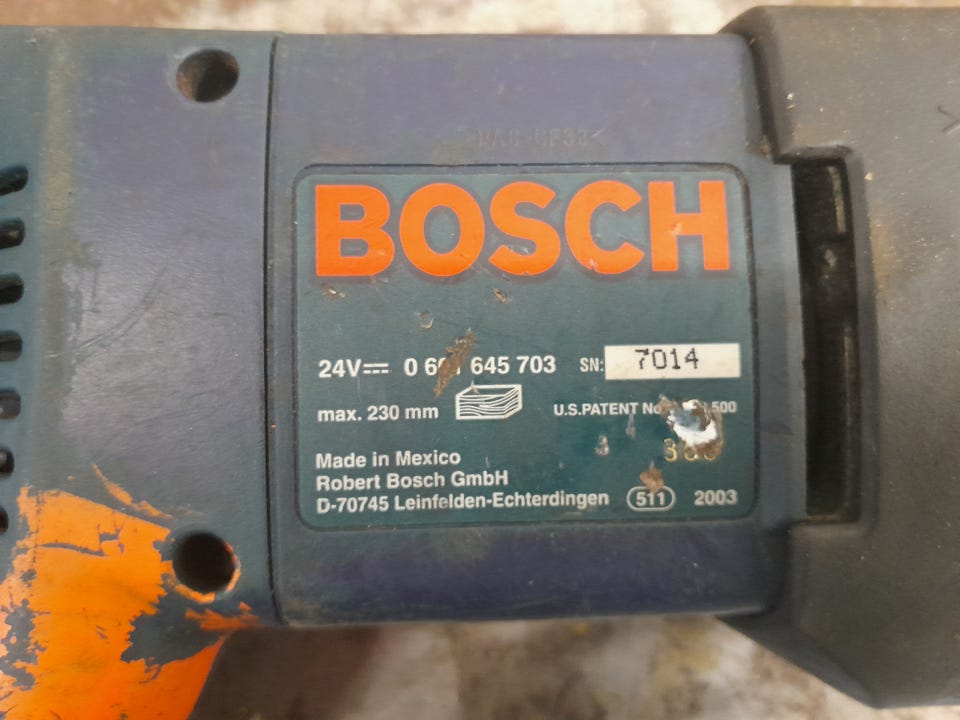 BOSCH
24V 645 703 SN: 7014
max. 230 mm U.S.PATENT 500
Made in Mexico
Robert Bosch GmbH
D-70745 Leinfelden-Echterdingen 511 2003